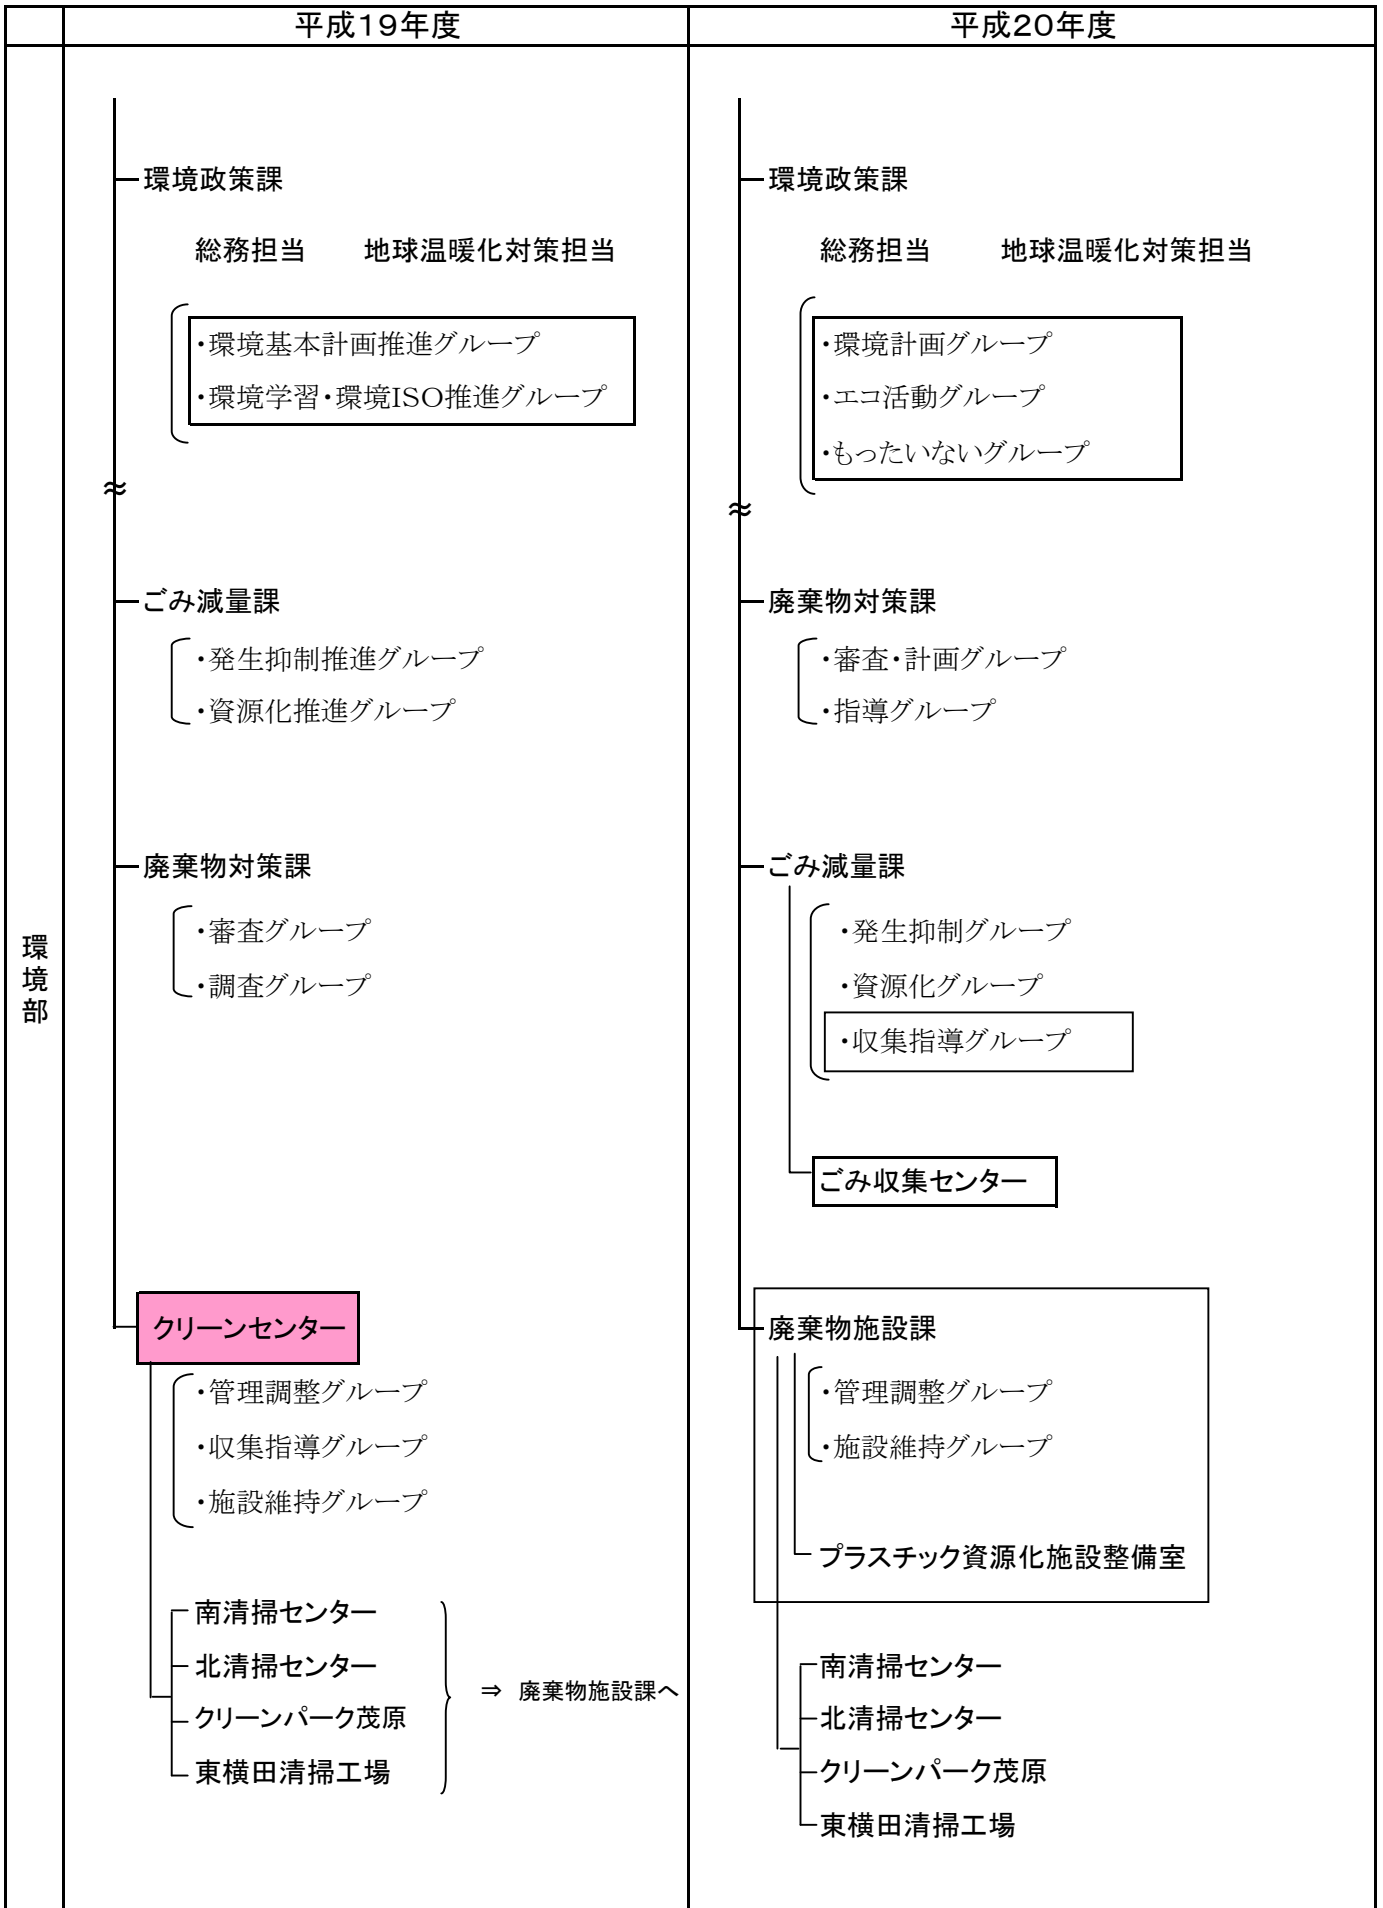 平成19年度
平成20年度
環境部
環境政策課
総務担当 地球温暖化対策担当
・環境基本計画推進グループ
・環境学習・環境ISO推進グループ
≈
ごみ減量課
・発生抑制推進グループ
・資源化推進グループ
廃棄物対策課
・審査グループ
・調査グループ
クリーンセンター
・管理調整グループ
・収集指導グループ
・施設維持グループ
南清掃センター
北清掃センター
クリーンパーク茂原
東横田清掃工場
⇒ 廃棄物施設課へ
環境政策課
総務担当 地球温暖化対策担当
・環境計画グループ
・エコ活動グループ
・もったいないグループ
≈
廃棄物対策課
・審査・計画グループ
・指導グループ
ごみ減量課
・発生抑制グループ
・資源化グループ
・収集指導グループ
ごみ収集センター
廃棄物施設課
・管理調整グループ
・施設維持グループ
プラスチック資源化施設整備室
南清掃センター
北清掃センター
クリーンパーク茂原
東横田清掃工場